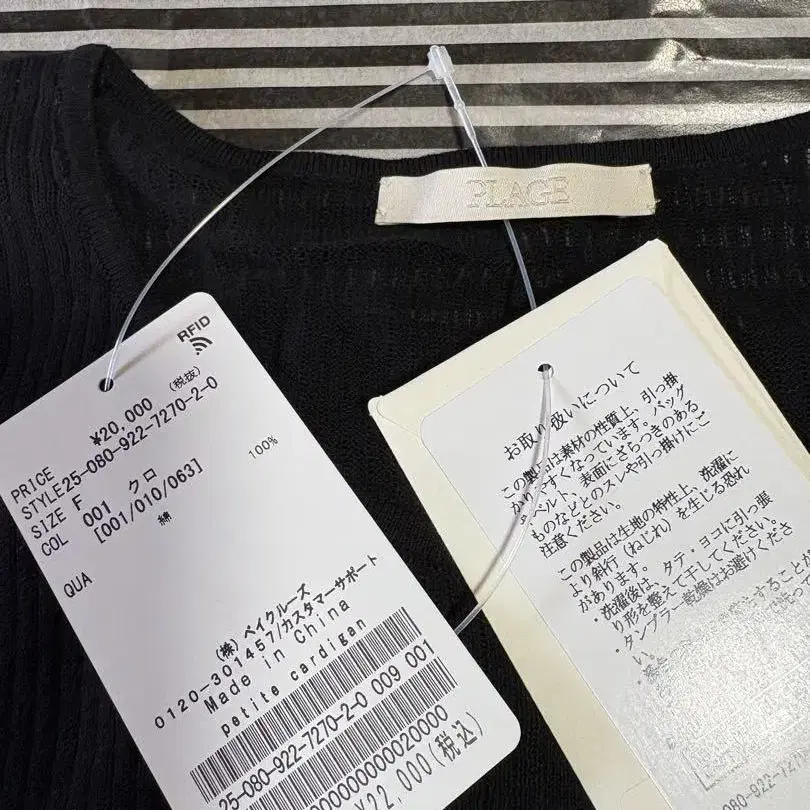 PLAGE
RFID
PRICE ¥20,000 (税抜)
STYLE25-080-922-7270-2-0
SIZE F
COL 001 クロ
[001/010/063]
QUA 綿 100%
(株) ベイクルーズ
0120-301457/カスタマーサポート
Made in China
petite cardigan
25-080-922-7270-2-0 009 001
¥22,000(税込)
お取り扱いについて
この製品は素材の性質上、引っ掛
かりやすくなっています。バッグ
ベルト、表面にざらつきのある
ものなどとのスレや引っ掛けにご
注意ください。
この製品は生地の特性上、洗濯に
より斜行(ねじれ)を生じる恐れ
があります。
・洗濯後は、タテ・ヨコに引っ張
り形を整えて干してください。
・タンブラー乾燥はお避けくださ
い。